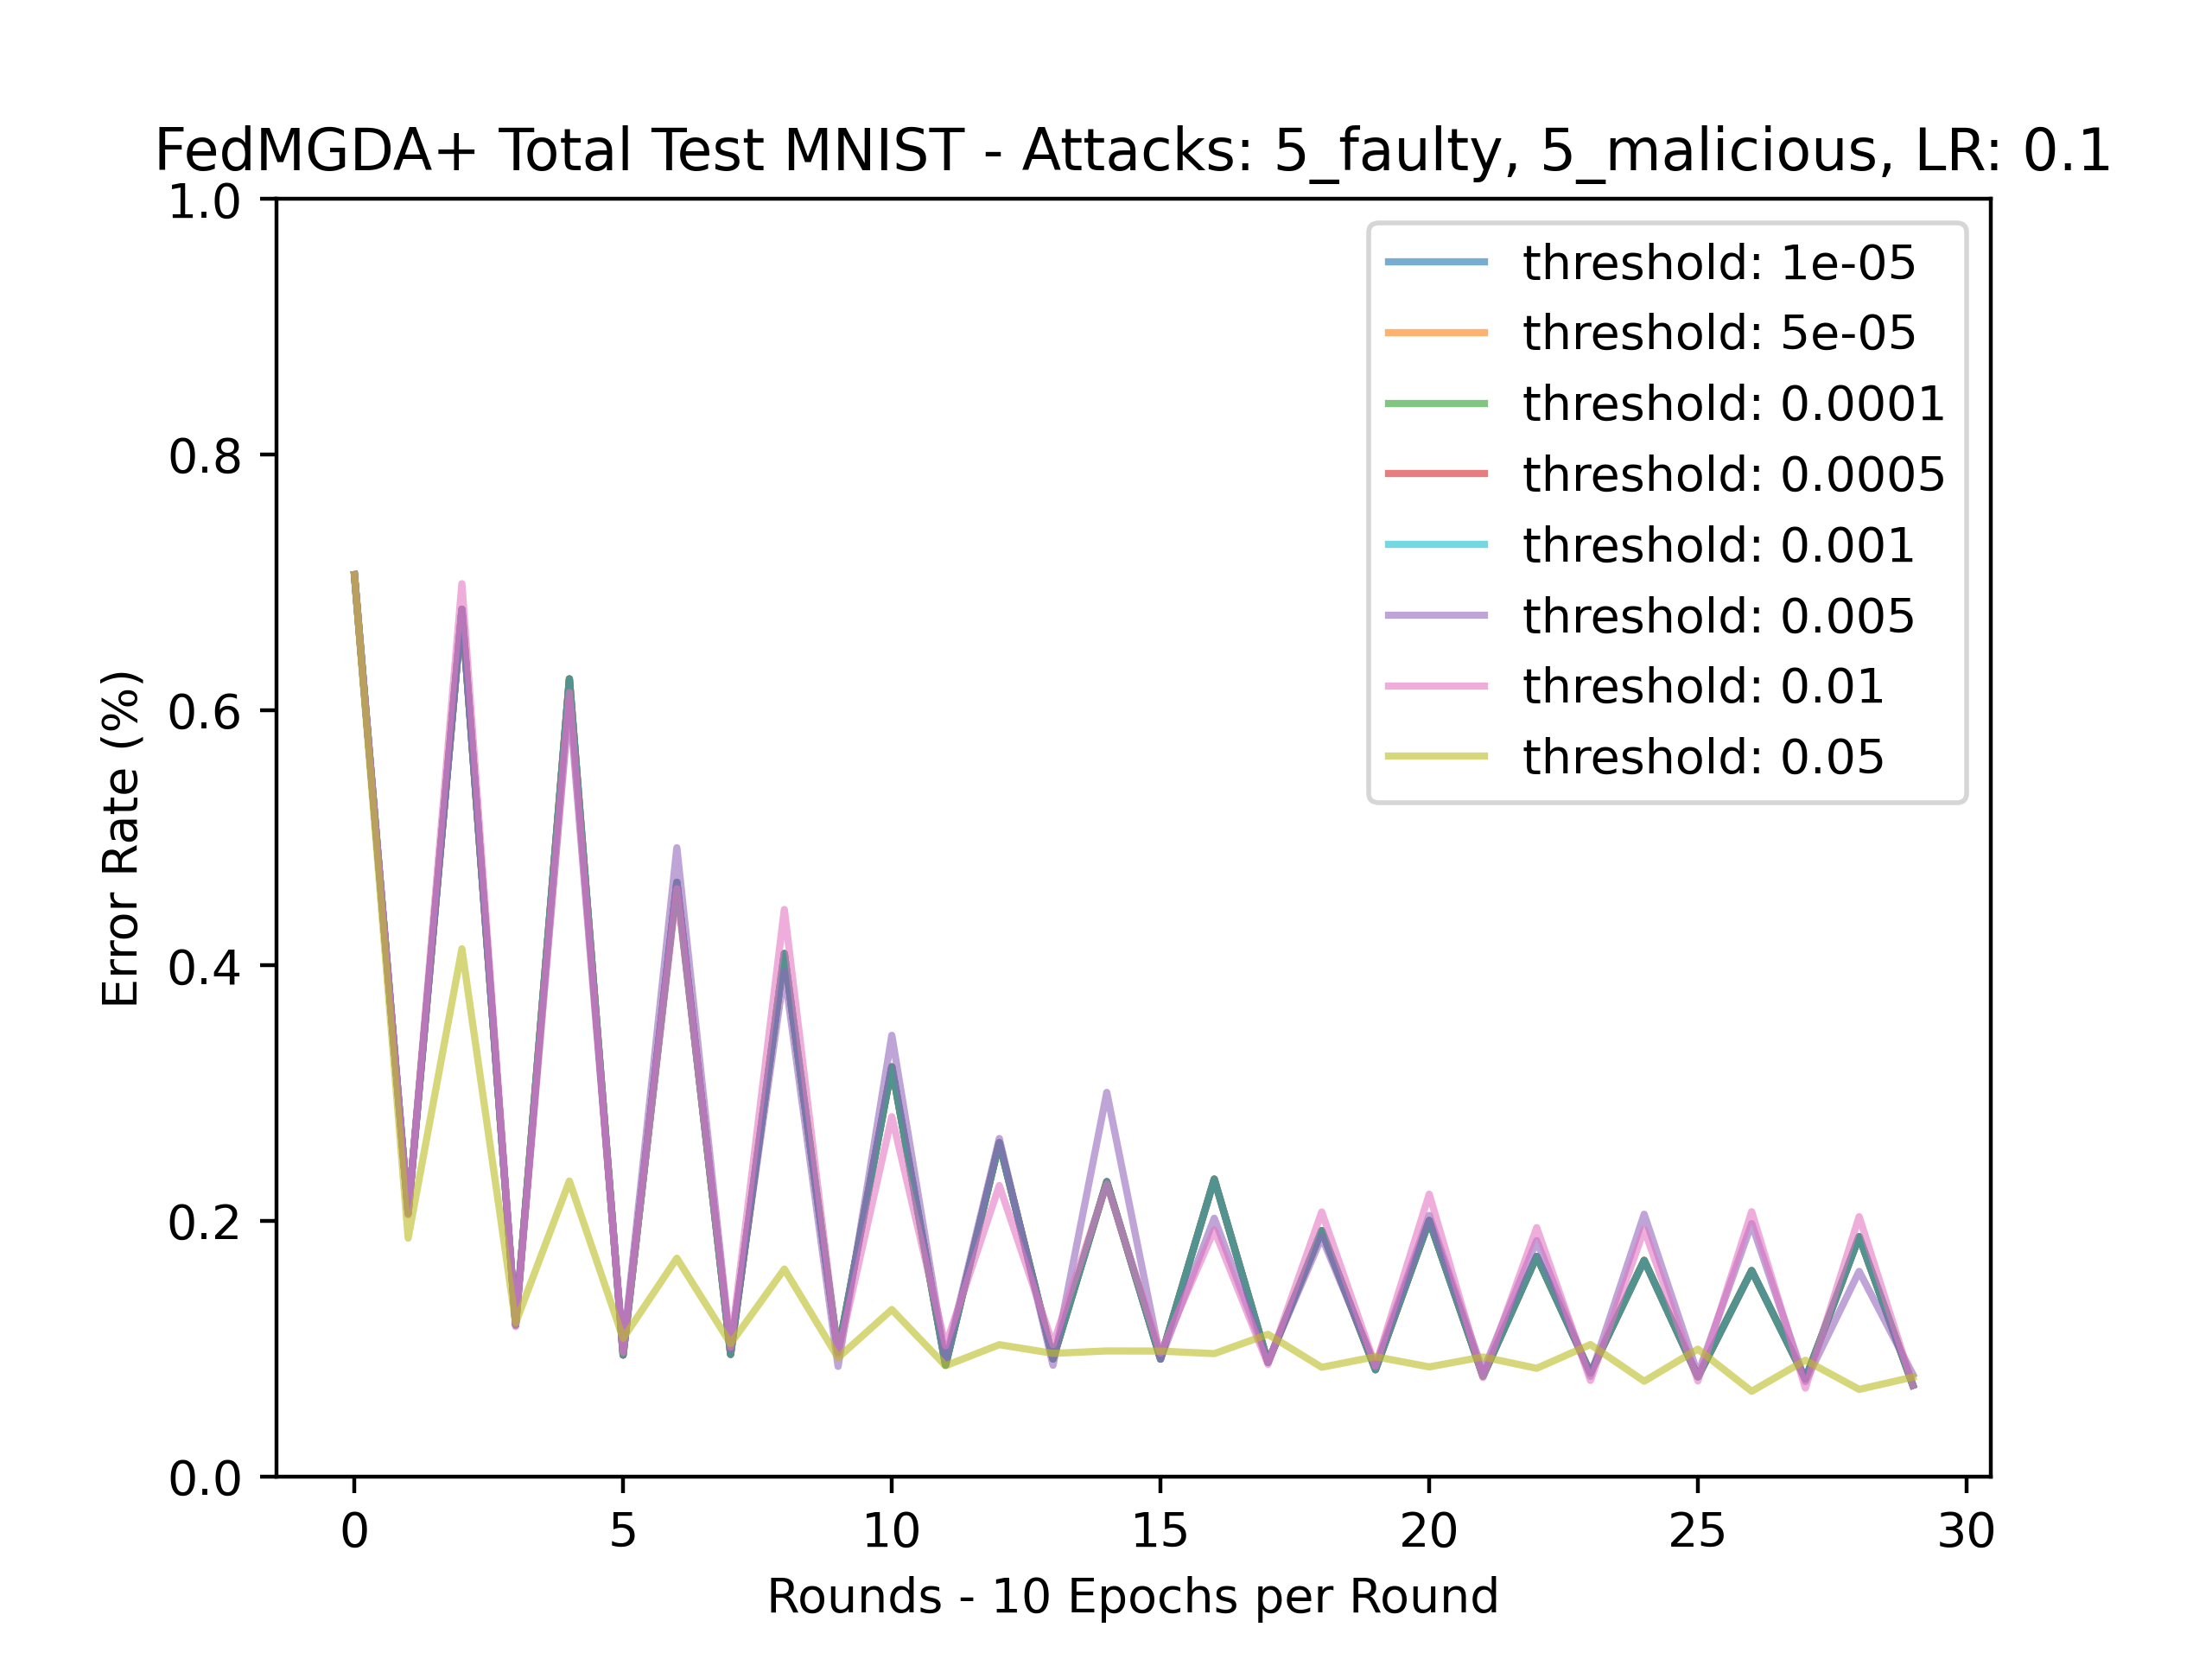 FedMGDA+ Total Test MNIST - Attacks: 5_faulty, 5_malicious, LR: 0.1
1.0
0.8
0.6
0.4
0.2
0.0
Error Rate (%)
threshold: 1e-05
threshold: 5e-05
threshold: 0.0001
threshold: 0.0005
threshold: 0.001
threshold: 0.005
threshold: 0.01
threshold: 0.05
0 5 10 15 20 25 30
Rounds - 10 Epochs per Round